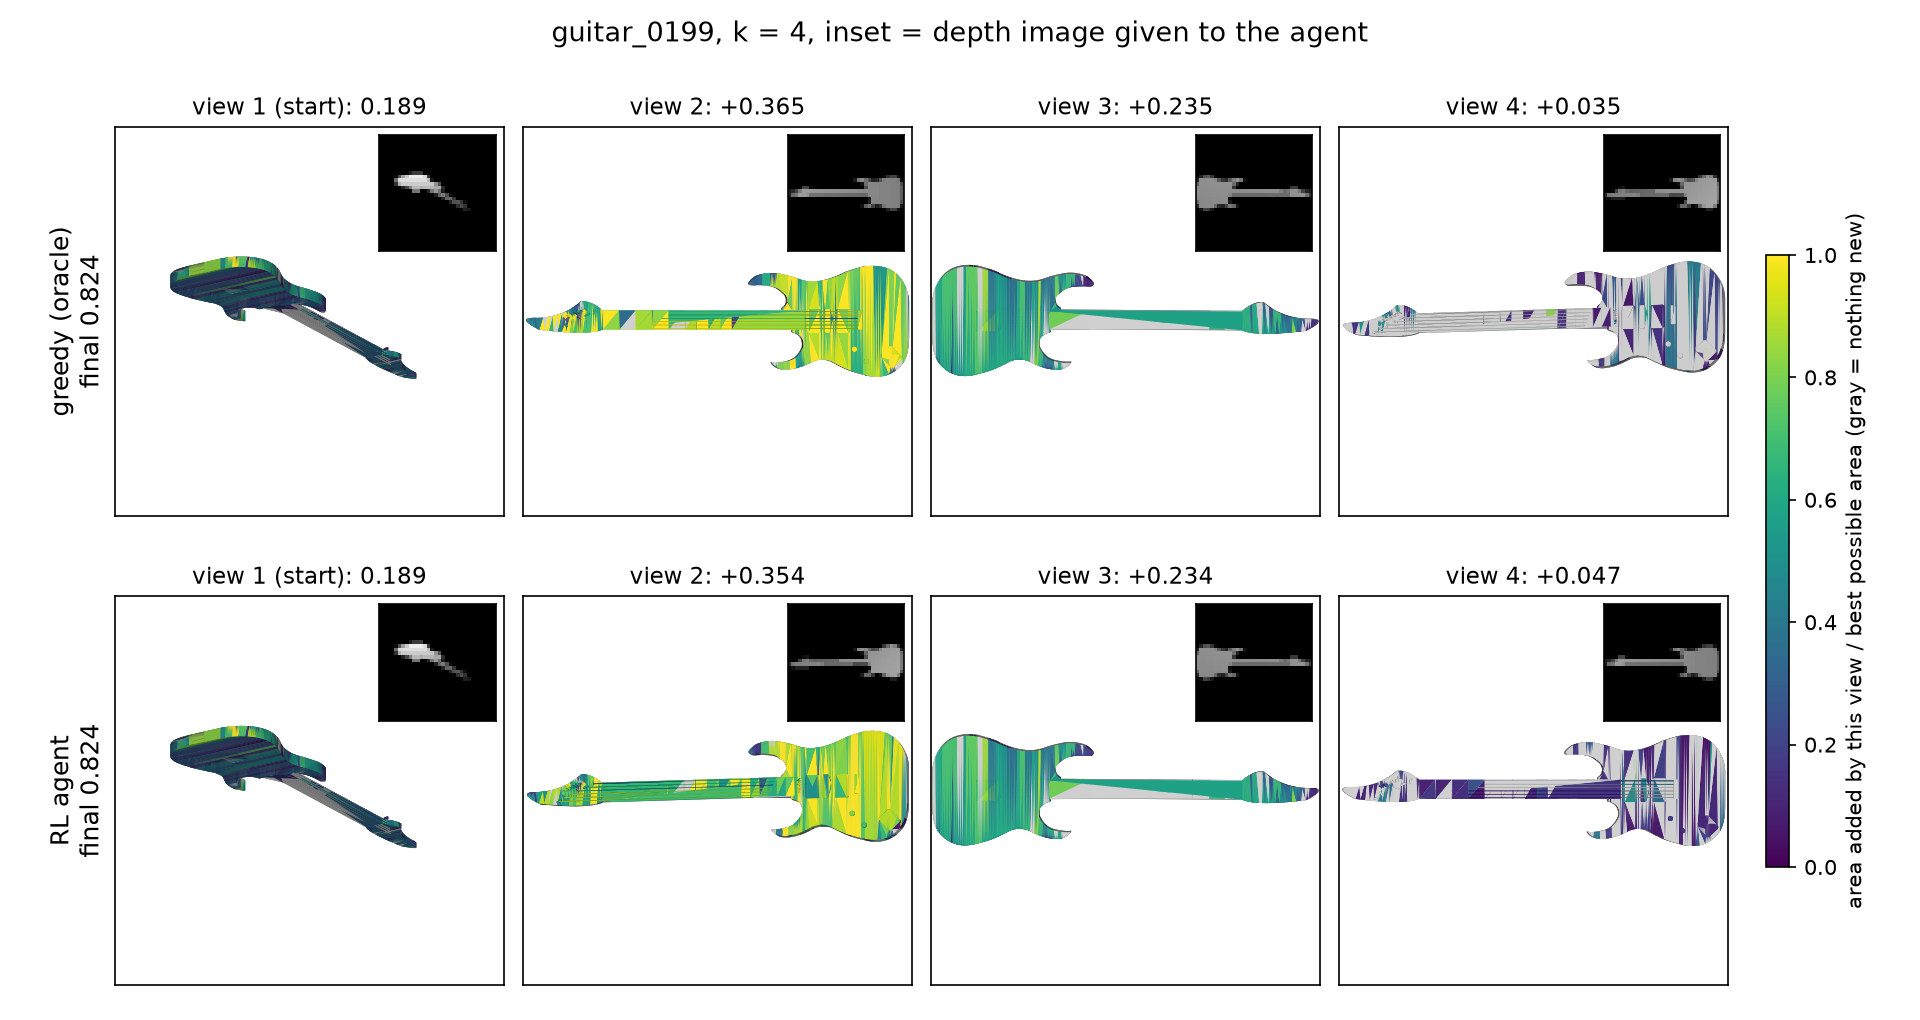 guitar_0199, k = 4, inset = depth image given to the agent
view 1 (start): 0.189
view 2: +0.365
view 3: +0.235
view 4: +0.035
greedy (oracle)
final 0.824
view 1 (start): 0.189
view 2: +0.354
view 3: +0.234
view 4: +0.047
RL agent
final 0.824
1.0
0.8
0.6
0.4
0.2
0.0
area added by this view / best possible area (gray = nothing new)